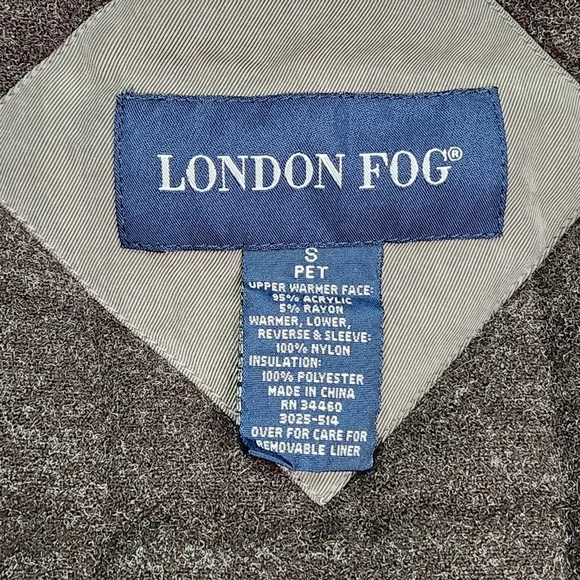 LONDON FOG®
S
PET
UPPER WARMER FACE:
95% ACRYLIC
5% RAYON
WARMER, LOWER,
REVERSE & SLEEVE:
100% NYLON
INSULATION:
100% POLYESTER
MADE IN CHINA
RN 34460
3025-514
OVER FOR CARE FOR
REMOVABLE LINER